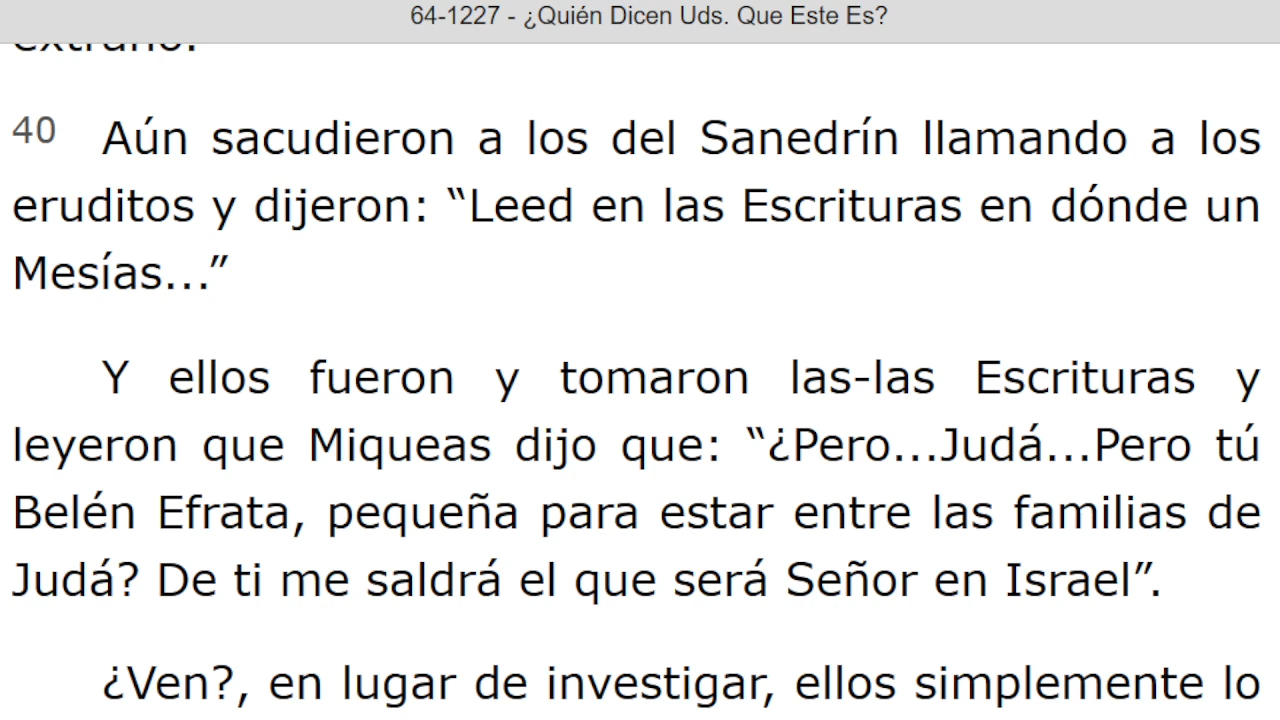 64-1227 - ¿Quién Dicen Uds. Que Este Es?
extraño.
40 Aún sacudieron a los del Sanedrín llamando a los
eruditos y dijeron: “Leed en las Escrituras en dónde un
Mesías...”
Y ellos fueron y tomaron las-las Escrituras y
leyeron que Miqueas dijo que: “¿Pero...Judá...Pero tú
Belén Efrata, pequeña para estar entre las familias de
Judá? De ti me saldrá el que será Señor en Israel”.
¿Ven?, en lugar de investigar, ellos simplemente lo